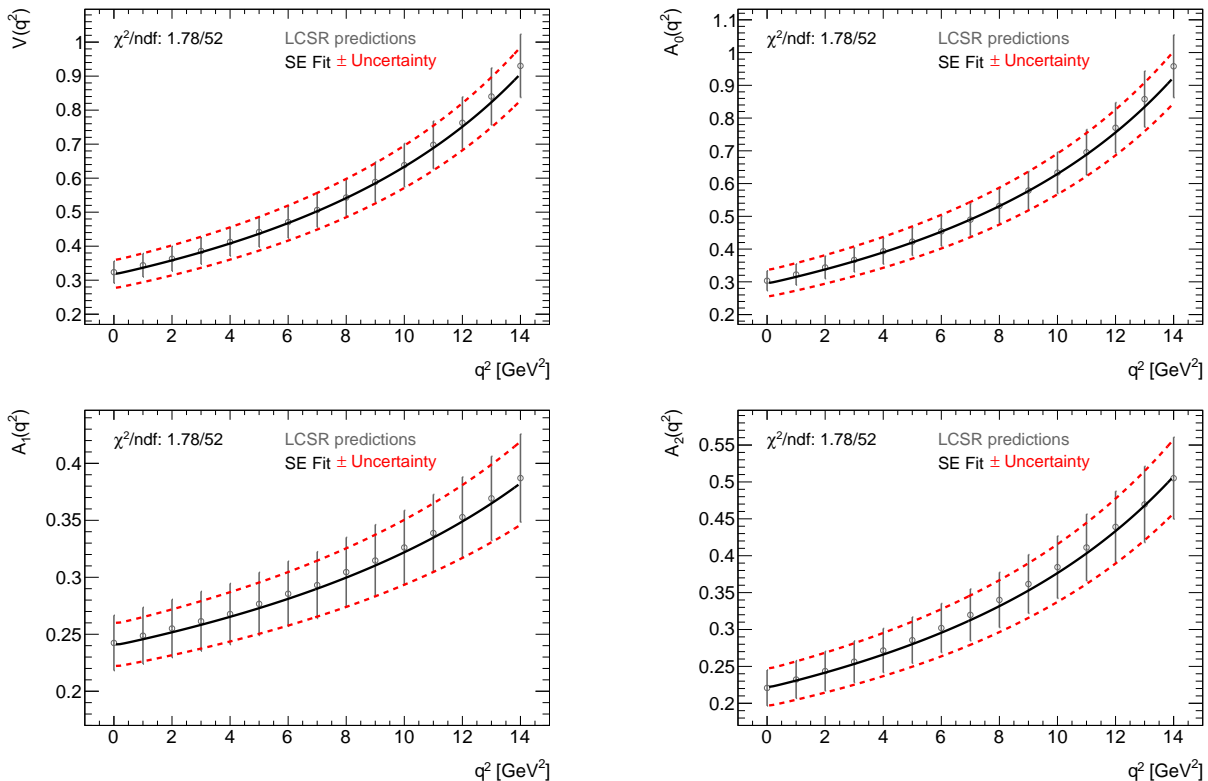 V(q²)
χ²/ndf: 1.78/52
LCSR predictions
SE Fit ± Uncertainty
1
0.9
0.8
0.7
0.6
0.5
0.4
0.3
0.2
0 2 4 6 8 10 12 14
q² [GeV²]
A₀(q²)
χ²/ndf: 1.78/52
LCSR predictions
SE Fit ± Uncertainty
1.1
1
0.9
0.8
0.7
0.6
0.5
0.4
0.3
0.2
0 2 4 6 8 10 12 14
q² [GeV²]
A₁(q²)
χ²/ndf: 1.78/52
LCSR predictions
SE Fit ± Uncertainty
0.4
0.35
0.3
0.25
0.2
0 2 4 6 8 10 12 14
q² [GeV²]
A₂(q²)
χ²/ndf: 1.78/52
LCSR predictions
SE Fit ± Uncertainty
0.55
0.5
0.45
0.4
0.35
0.3
0.25
0.2
0 2 4 6 8 10 12 14
q² [GeV²]